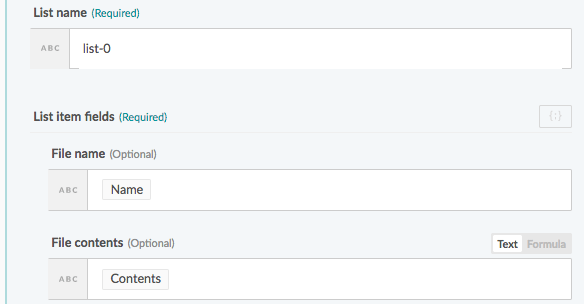 List name (Required)
ABC list-0
List item fields (Required) {:}
File name (Optional)
ABC Name
File contents (Optional) Text Formula
ABC Contents